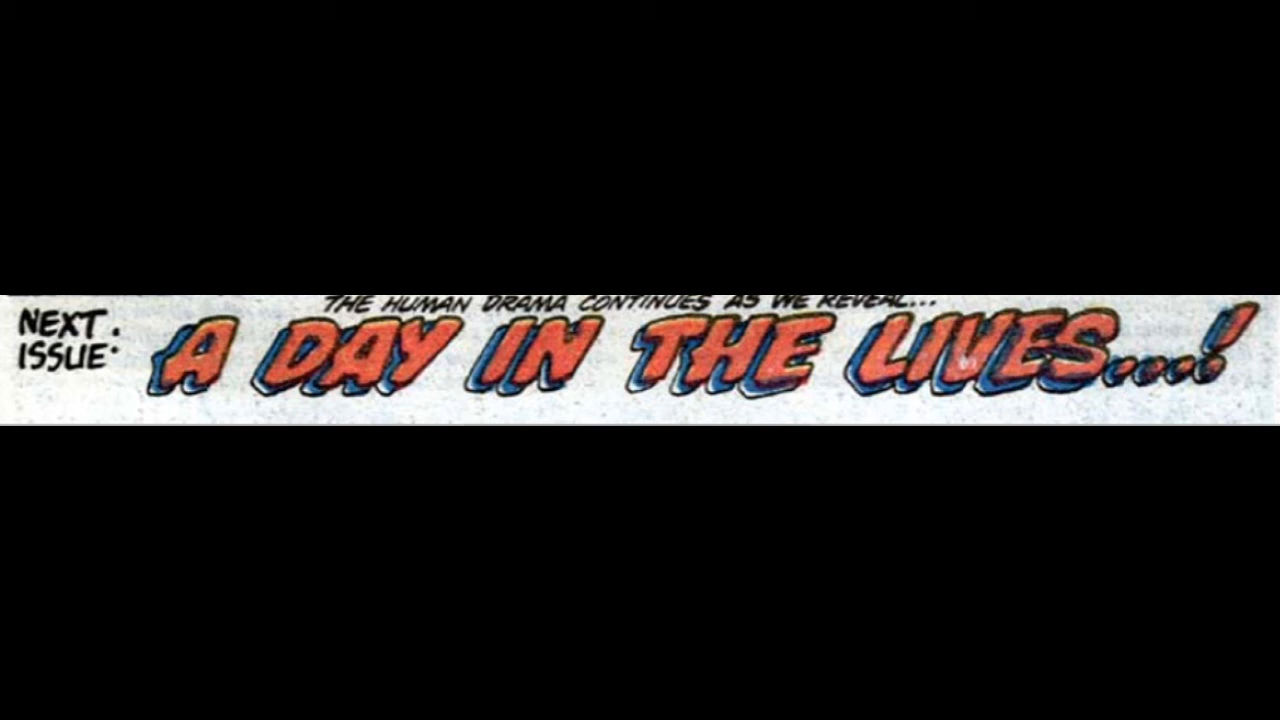 THE HUMAN DRAMA CONTINUES AS WE REVEAL...
NEXT
ISSUE:
A DAY IN THE LIVES....!